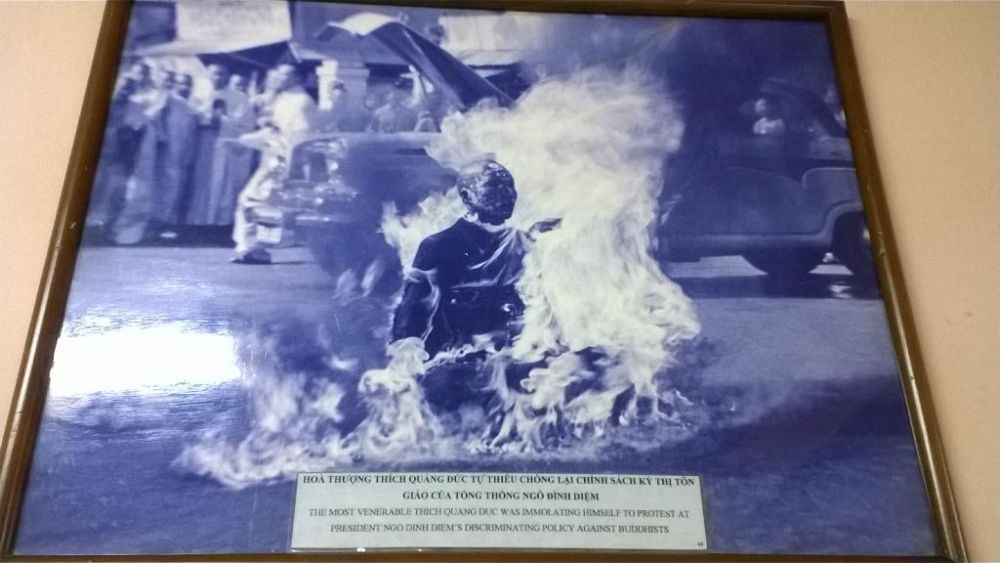 HOÀ THƯỢNG THÍCH QUẢNG ĐỨC TỰ THIÊU CHỐNG LẠI CHÍNH SÁCH KỲ THỊ TÔN
GIÁO CỦA TỔNG THỐNG NGÔ ĐÌNH DIỆM
THE MOST VENERABLE THICH QUANG DUC WAS IMMOLATING HIMSELF TO PROTEST AT
PRESIDENT NGO DINH DIEM'S DISCRIMINATING POLICY AGAINST BUDDHISTS